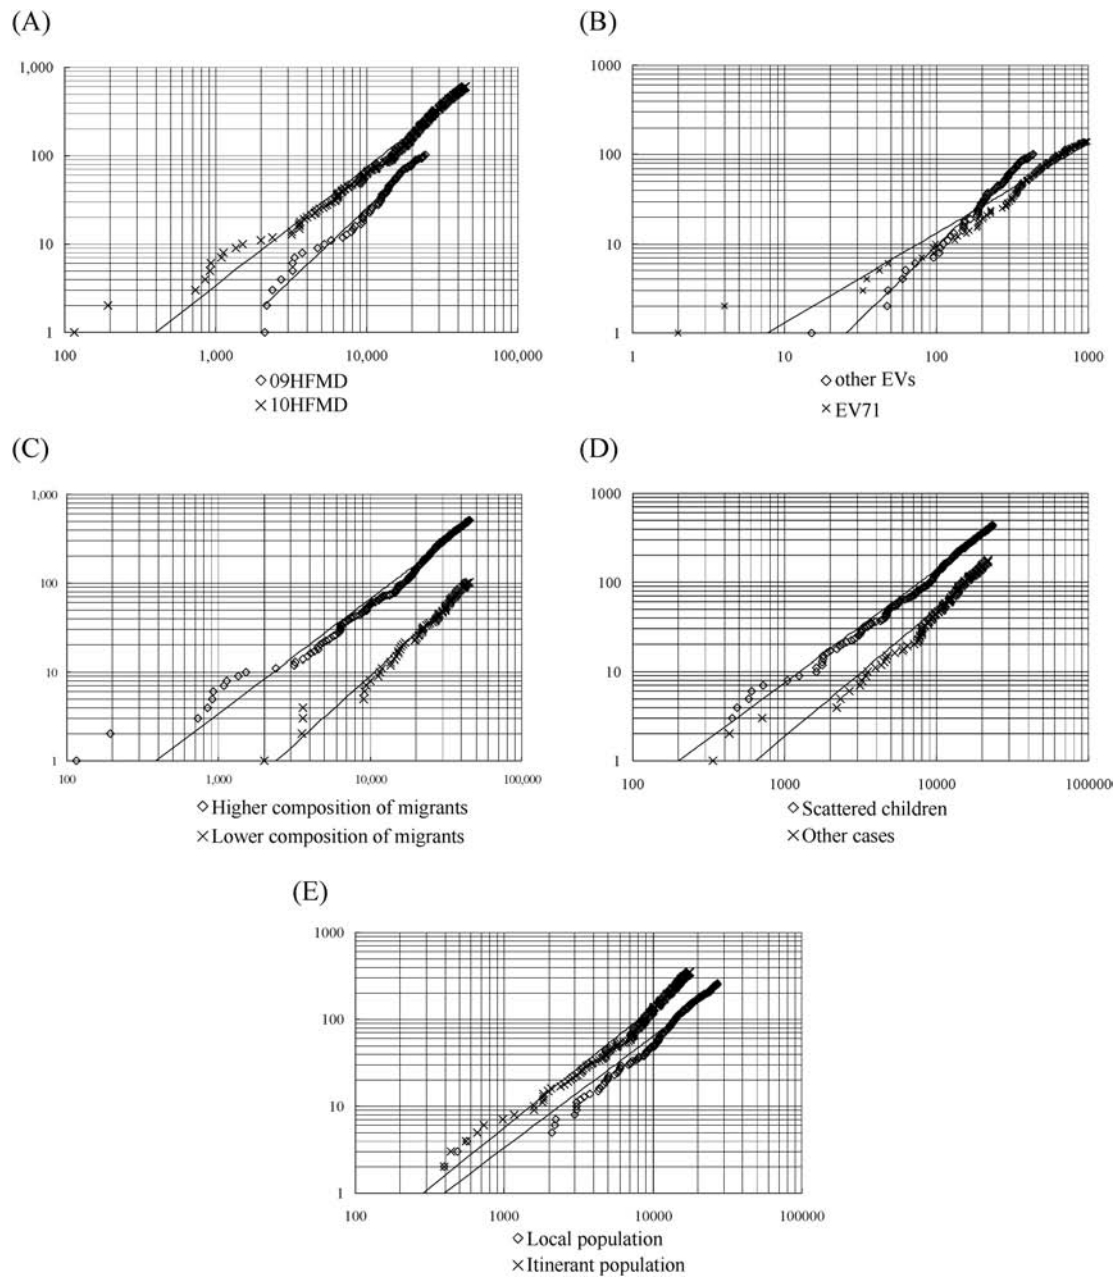 (A)
1,000
100
10
1
100 1,000 10,000 100,000
09HFMD
10HFMD
(B)
1000
100
10
1
1 10 100 1000
other EVs
EV71
(C)
1,000
100
10
1
100 1,000 10,000 100,000
Higher composition of migrants
Lower composition of migrants
(D)
1000
100
10
1
100 1000 10000 100000
Scattered children
Other cases
(E)
1000
100
10
1
100 1000 10000 100000
Local population
Itinerant population